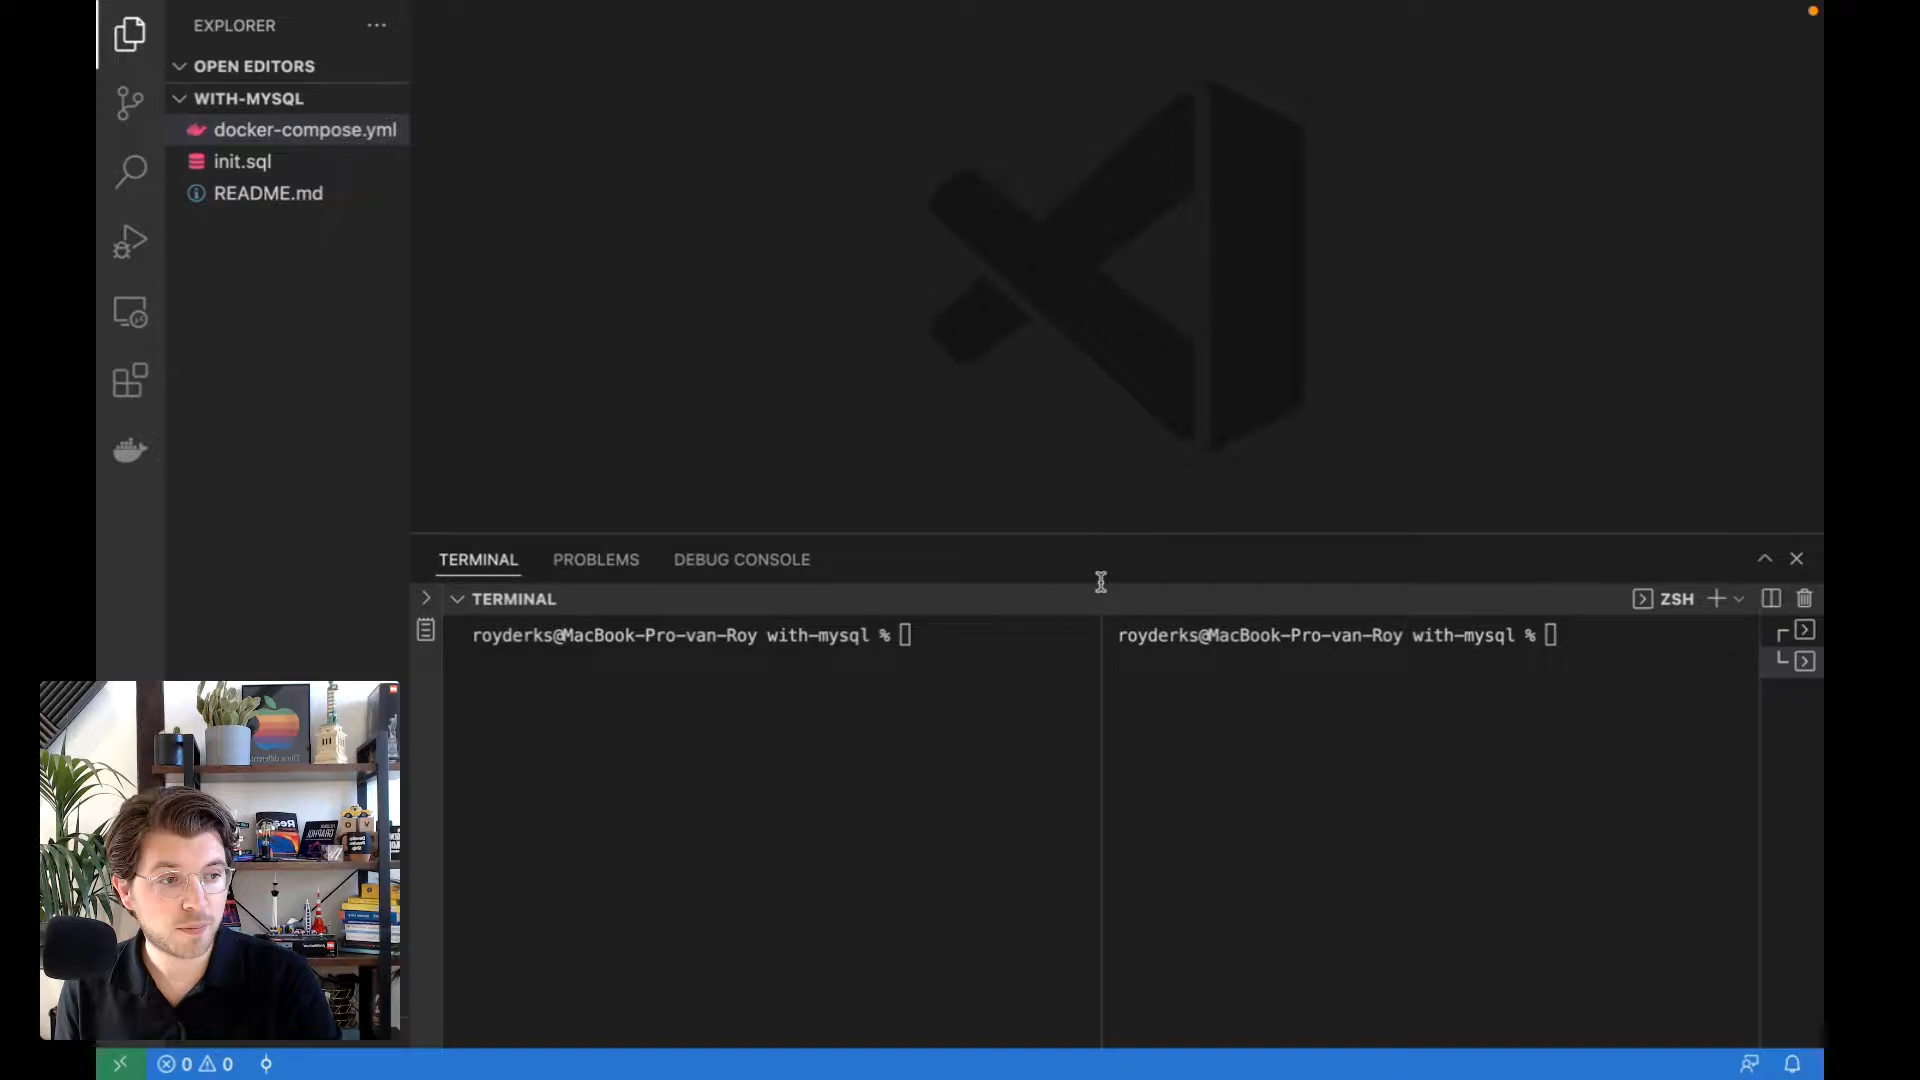 EXPLORER
OPEN EDITORS
WITH-MYSQL
docker-compose.yml
init.sql
README.md
TERMINAL
PROBLEMS
DEBUG CONSOLE
TERMINAL
ZSH
royderks@MacBook-Pro-van-Roy with-mysql %
royderks@MacBook-Pro-van-Roy with-mysql %
0
0